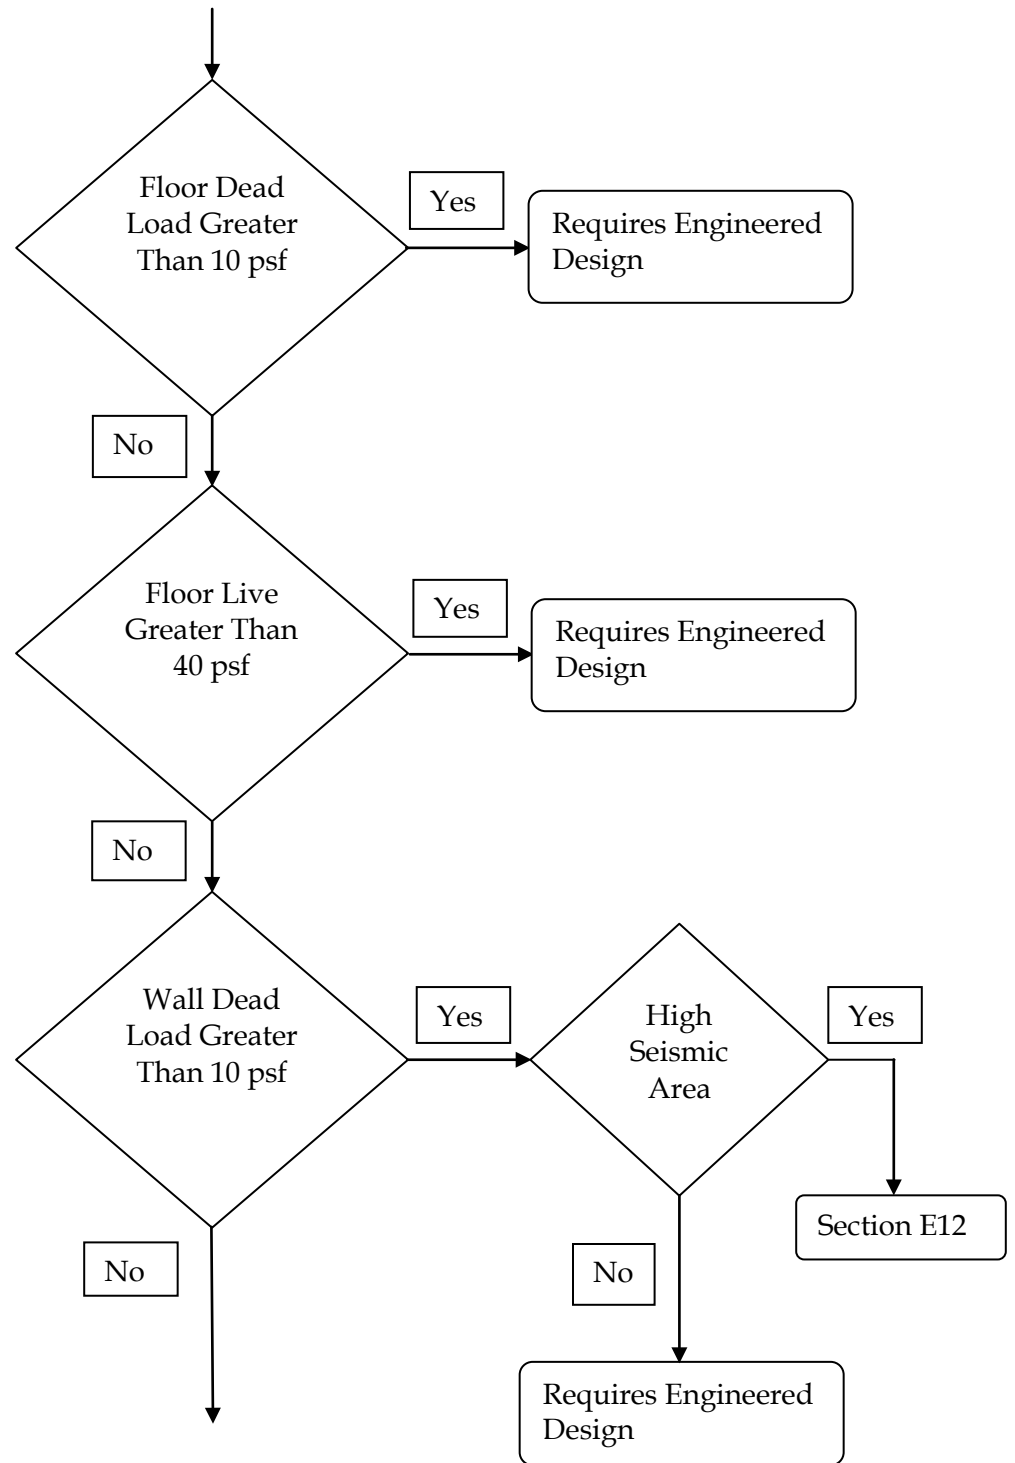 Floor Dead
Load Greater
Than 10 psf
Yes
Requires Engineered
Design
No
Floor Live
Greater Than
40 psf
Yes
Requires Engineered
Design
No
Wall Dead
Load Greater
Than 10 psf
Yes
High
Seismic
Area
Yes
Section E12
No
No
Requires Engineered
Design